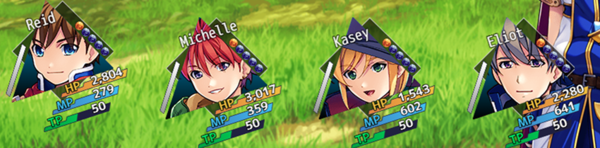 Reid
HP 2,804
MP 279
TP 50
Michelle
HP 3,017
MP 359
TP 50
Kasey
HP 1,543
MP 602
TP 50
Eliot
HP 2,280
MP 641
TP 50